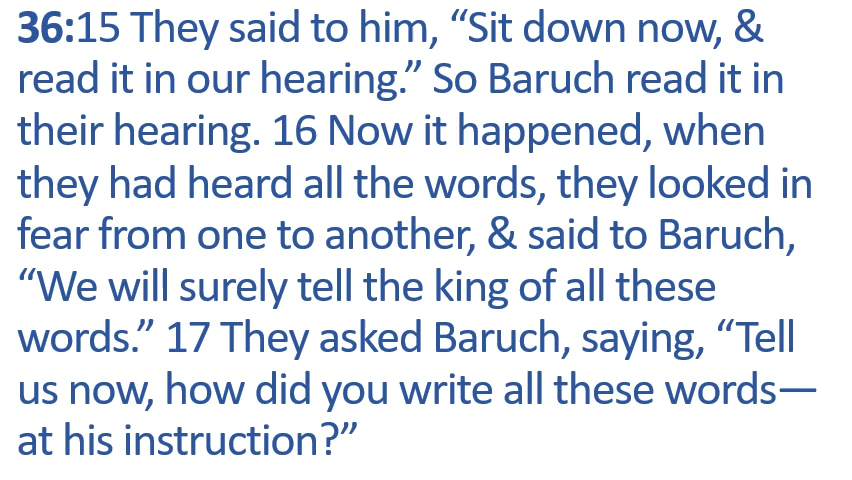 36:15 They said to him, “Sit down now, &
read it in our hearing.” So Baruch read it in
their hearing. 16 Now it happened, when
they had heard all the words, they looked in
fear from one to another, & said to Baruch,
“We will surely tell the king of all these
words.” 17 They asked Baruch, saying, “Tell
us now, how did you write all these words—
at his instruction?”